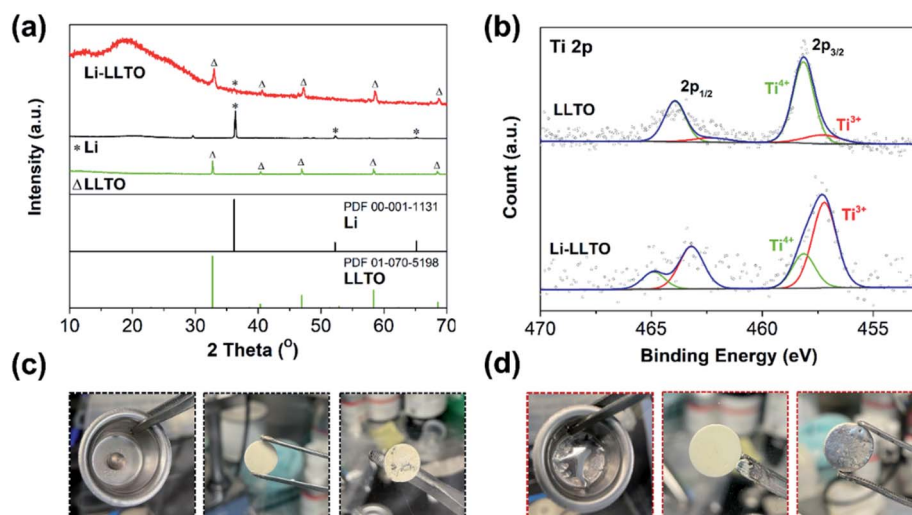 (a)
Li-LLTO
Δ
*
Δ
Δ
Δ
Δ
*
*
*
* Li
Δ
Δ
Δ
Δ
Δ
Δ LLTO
PDF 00-001-1131
Li
PDF 01-070-5198
LLTO
10 20 30 40 50 60 70
2 Theta (O)
Intensity (a.u.)
(b)
Ti 2p
2p3/2
2p1/2
Ti4+
LLTO
Ti3+
Ti3+
Ti4+
Li-LLTO
470 465 460 455
Binding Energy (eV)
Count (a.u.)
(c)
(d)